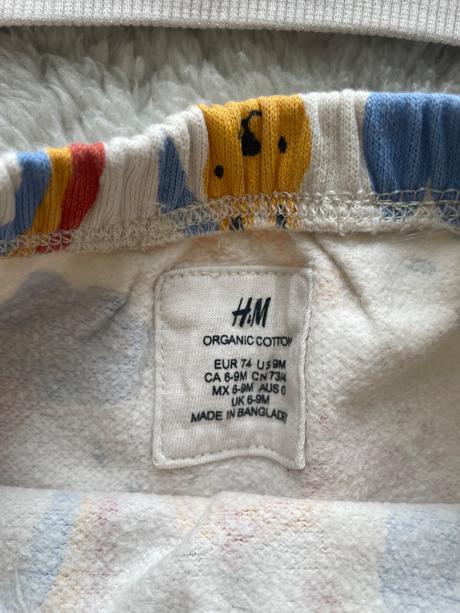 H&M
ORGANIC COTTON
EUR 74 US 9M
CA 6-9M CN 73/4
MX 6-9M AUS 0
UK 6-9M
MADE IN BANGLADE